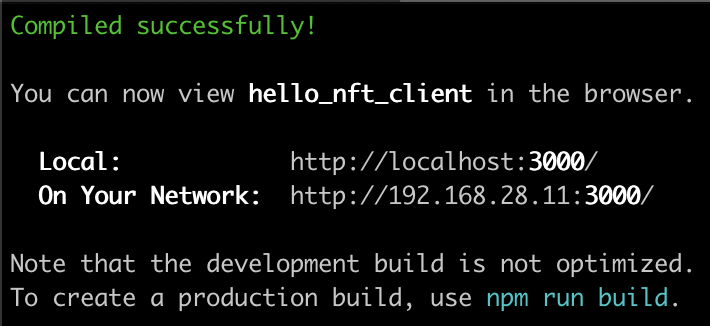 Compiled successfully!
You can now view hello_nft_client in the browser.
Local: http://localhost:3000/
On Your Network: http://192.168.28.11:3000/
Note that the development build is not optimized.
To create a production build, use npm run build.